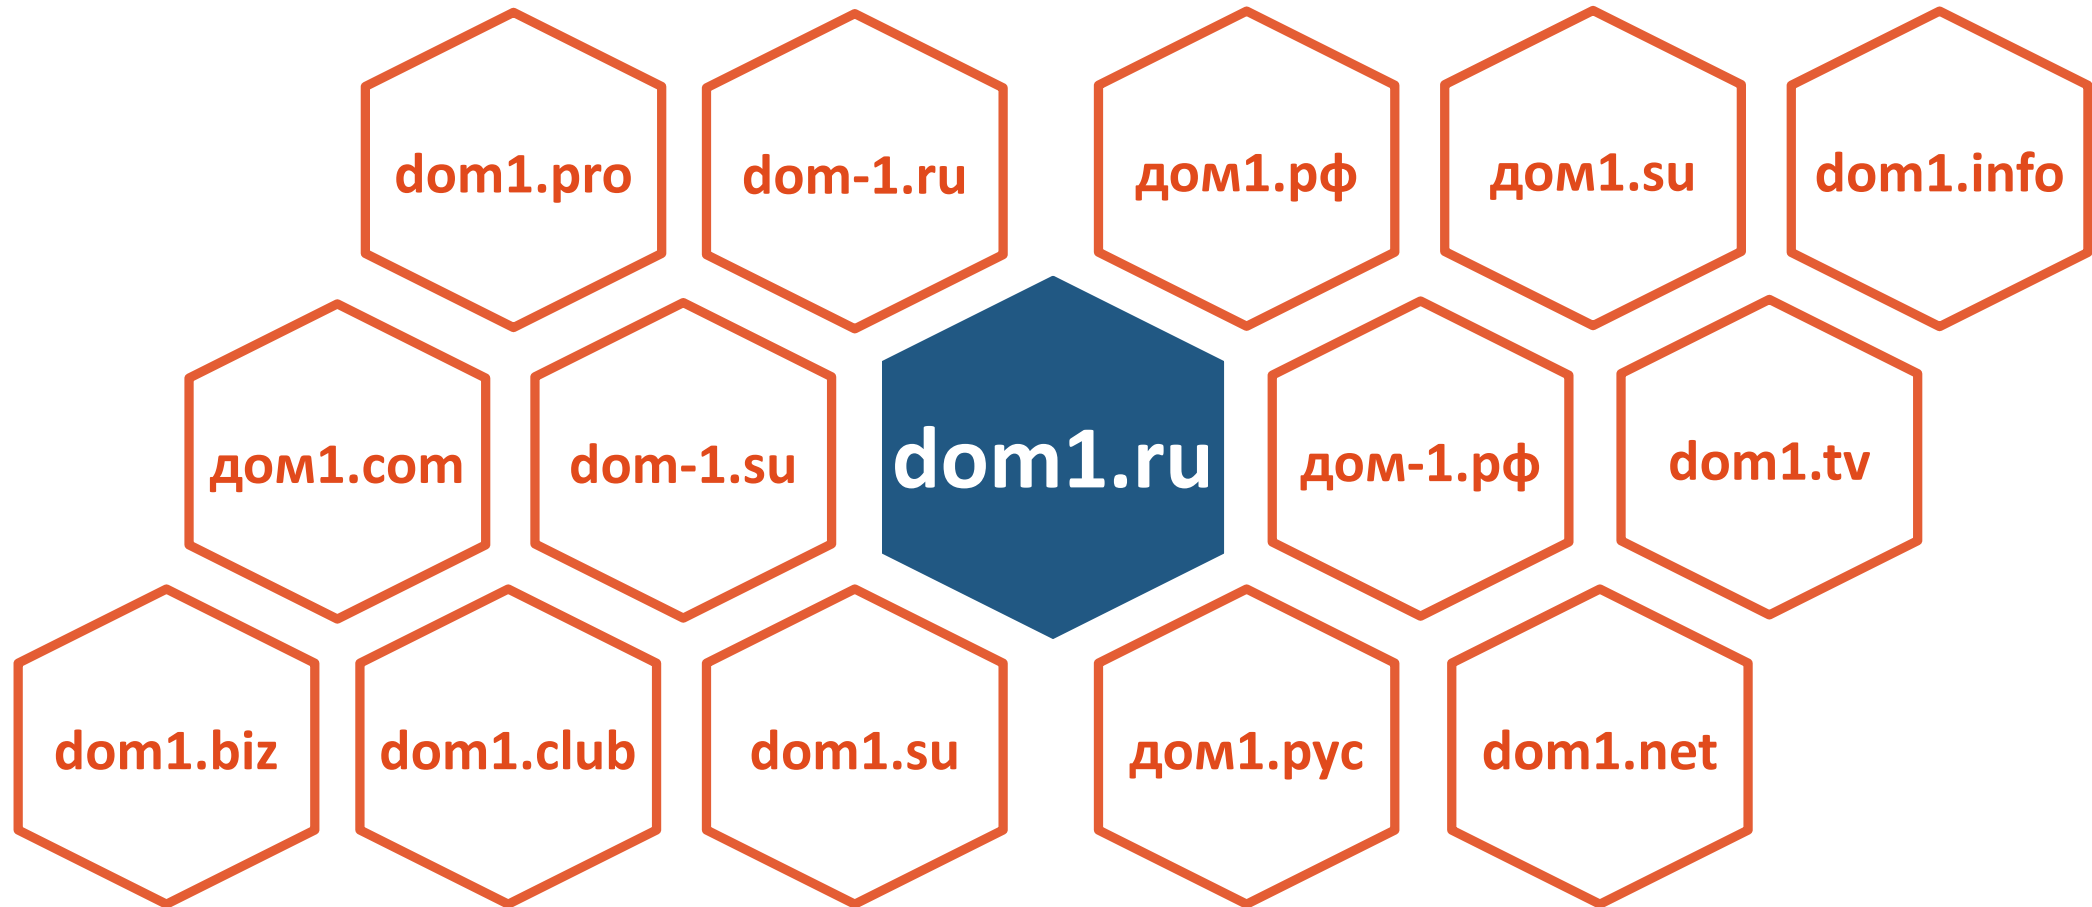 dom1.pro
dom-1.ru
дом1.рф
дом1.su
dom1.info
дом1.com
dom-1.su
dom1.ru
дом-1.рф
dom1.tv
dom1.biz
dom1.club
dom1.su
дом1.рус
dom1.net